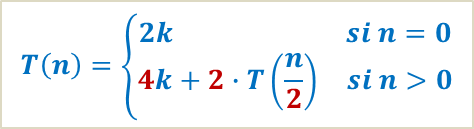 2k si n = 0
T(n) = {
4k + 2 · T(n/2) si n > 0